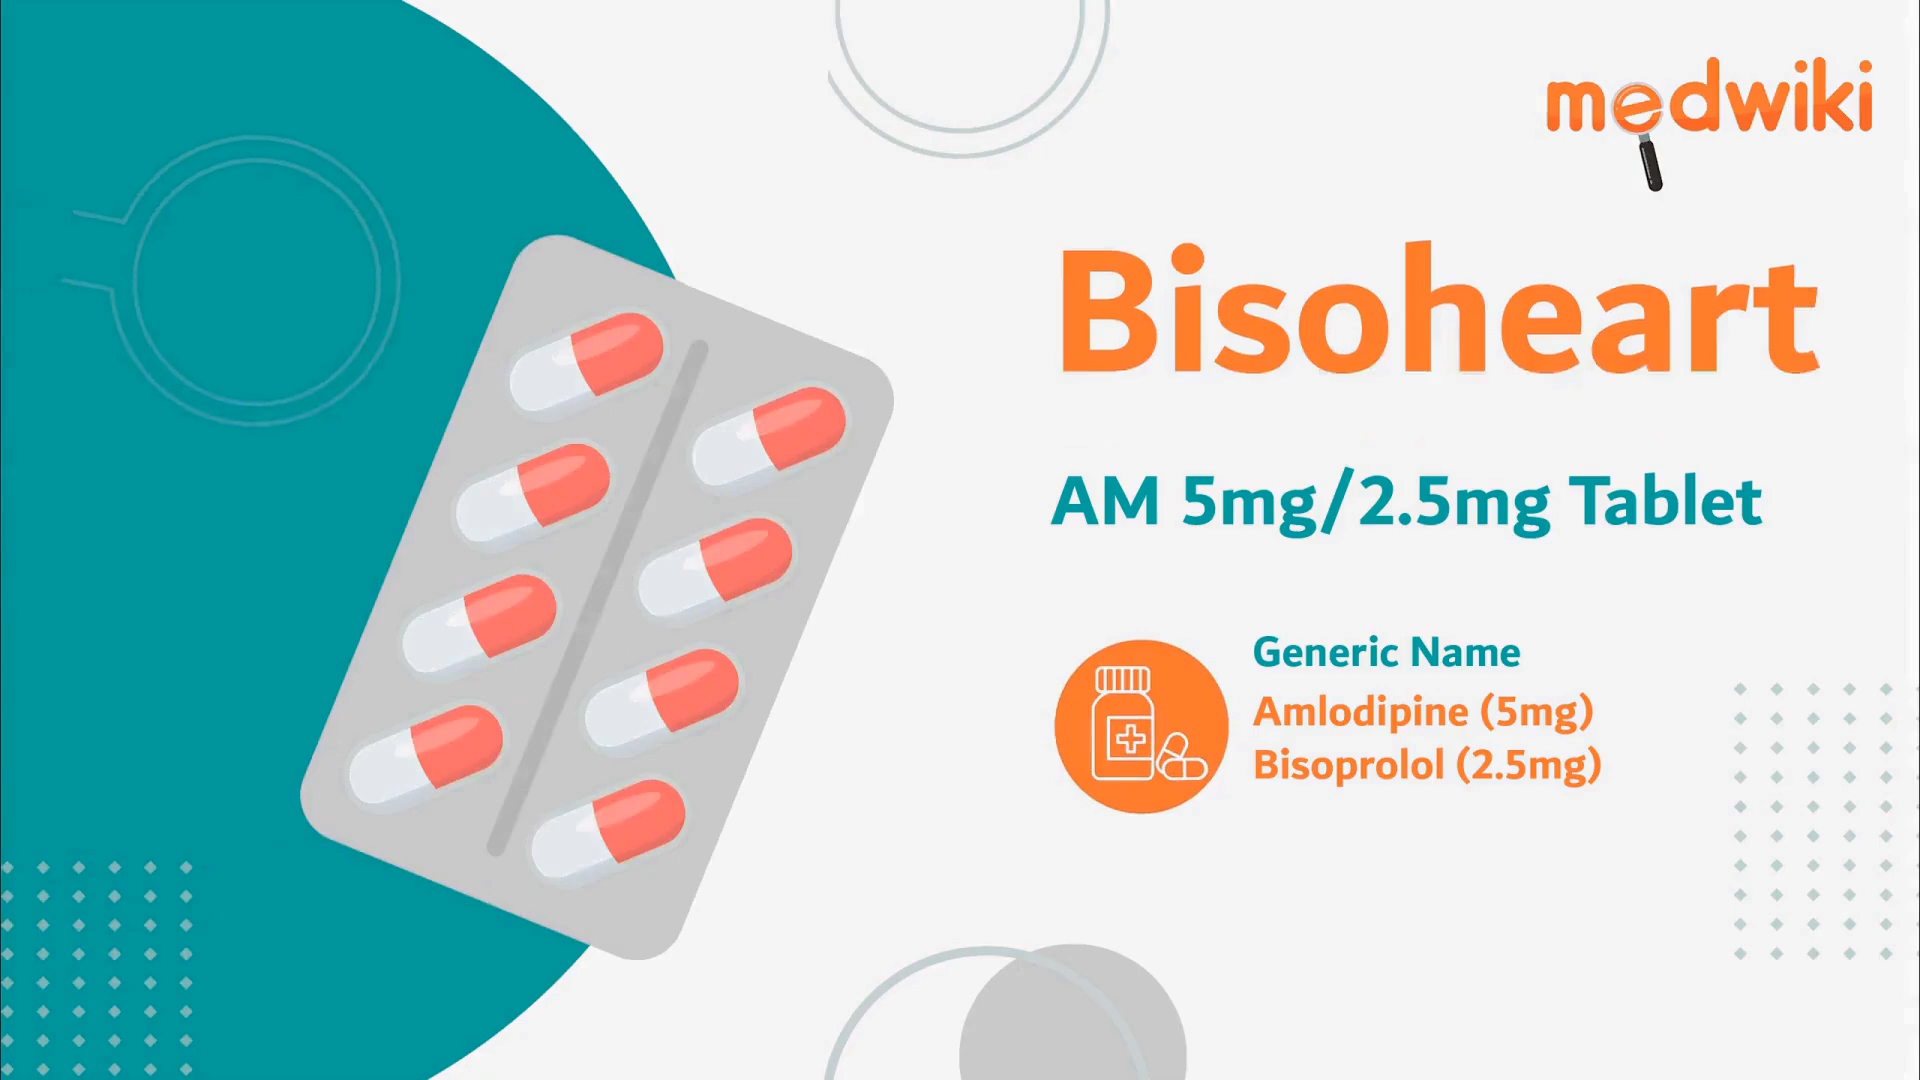 medwiki
Bisoheart
AM 5mg/2.5mg Tablet
Generic Name
Amlodipine (5mg)
Bisoprolol (2.5mg)